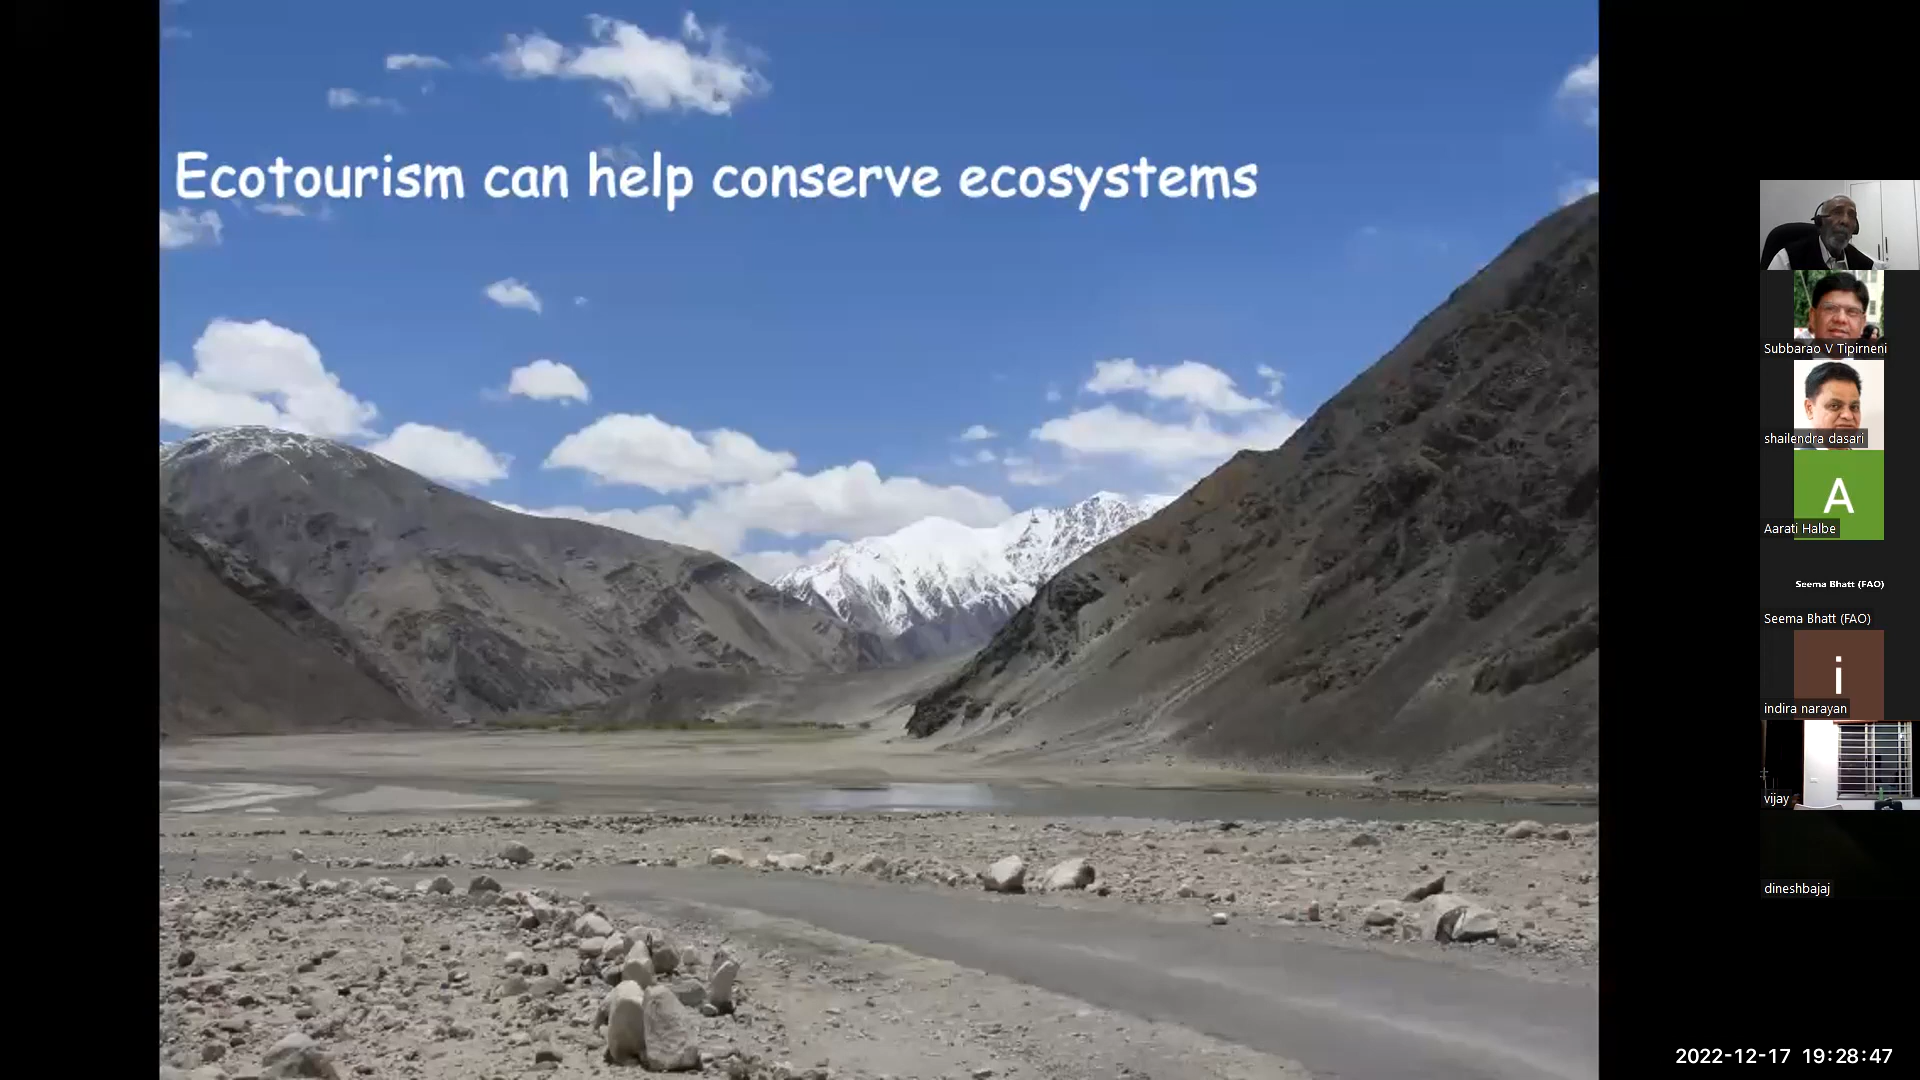 Ecotourism can help conserve ecosystems
Subbarao V Tipirneni
shailendra dasari
A
Aarati Halbe
Seema Bhatt (FAO)
Seema Bhatt (FAO)
i
indira narayan
vijay
dineshbajaj
2022-12-17 19:28:47